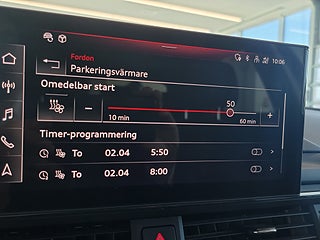 10:06
Fordon
Parkeringsvärmare
Omedelbar start
50
− +
10 min 60 min
Timer-programmering
To 02.04 5:50 >
To 02.04 8:00 >